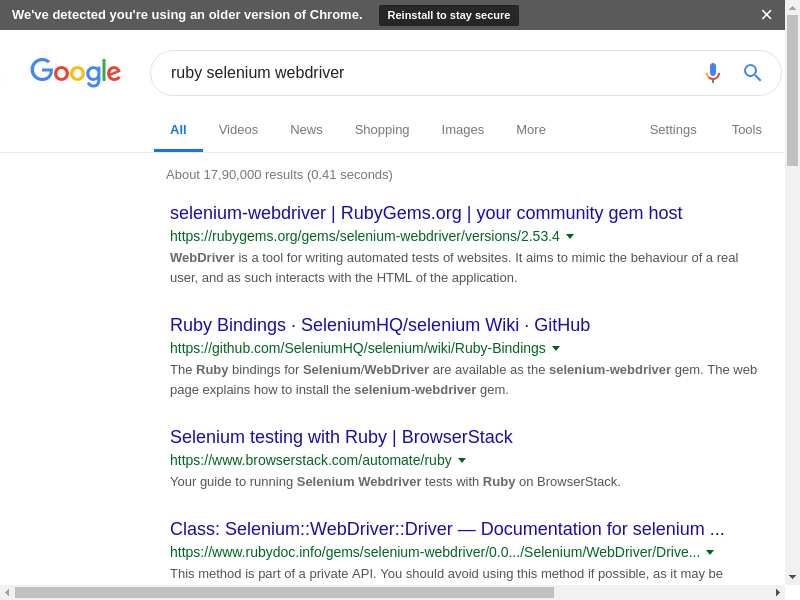 We've detected you're using an older version of Chrome. Reinstall to stay secure
Google
ruby selenium webdriver
All Videos News Shopping Images More Settings Tools
About 17,90,000 results (0.41 seconds)
selenium-webdriver | RubyGems.org | your community gem host
https://rubygems.org/gems/selenium-webdriver/versions/2.53.4
WebDriver is a tool for writing automated tests of websites. It aims to mimic the behaviour of a real
user, and as such interacts with the HTML of the application.
Ruby Bindings · SeleniumHQ/selenium Wiki · GitHub
https://github.com/SeleniumHQ/selenium/wiki/Ruby-Bindings
The Ruby bindings for Selenium/WebDriver are available as the selenium-webdriver gem. The web
page explains how to install the selenium-webdriver gem.
Selenium testing with Ruby | BrowserStack
https://www.browserstack.com/automate/ruby
Your guide to running Selenium Webdriver tests with Ruby on BrowserStack.
Class: Selenium::WebDriver::Driver — Documentation for selenium ...
https://www.rubydoc.info/gems/selenium-webdriver/0.0.../Selenium/WebDriver/Drive...
This method is part of a private API. You should avoid using this method if possible, as it may be